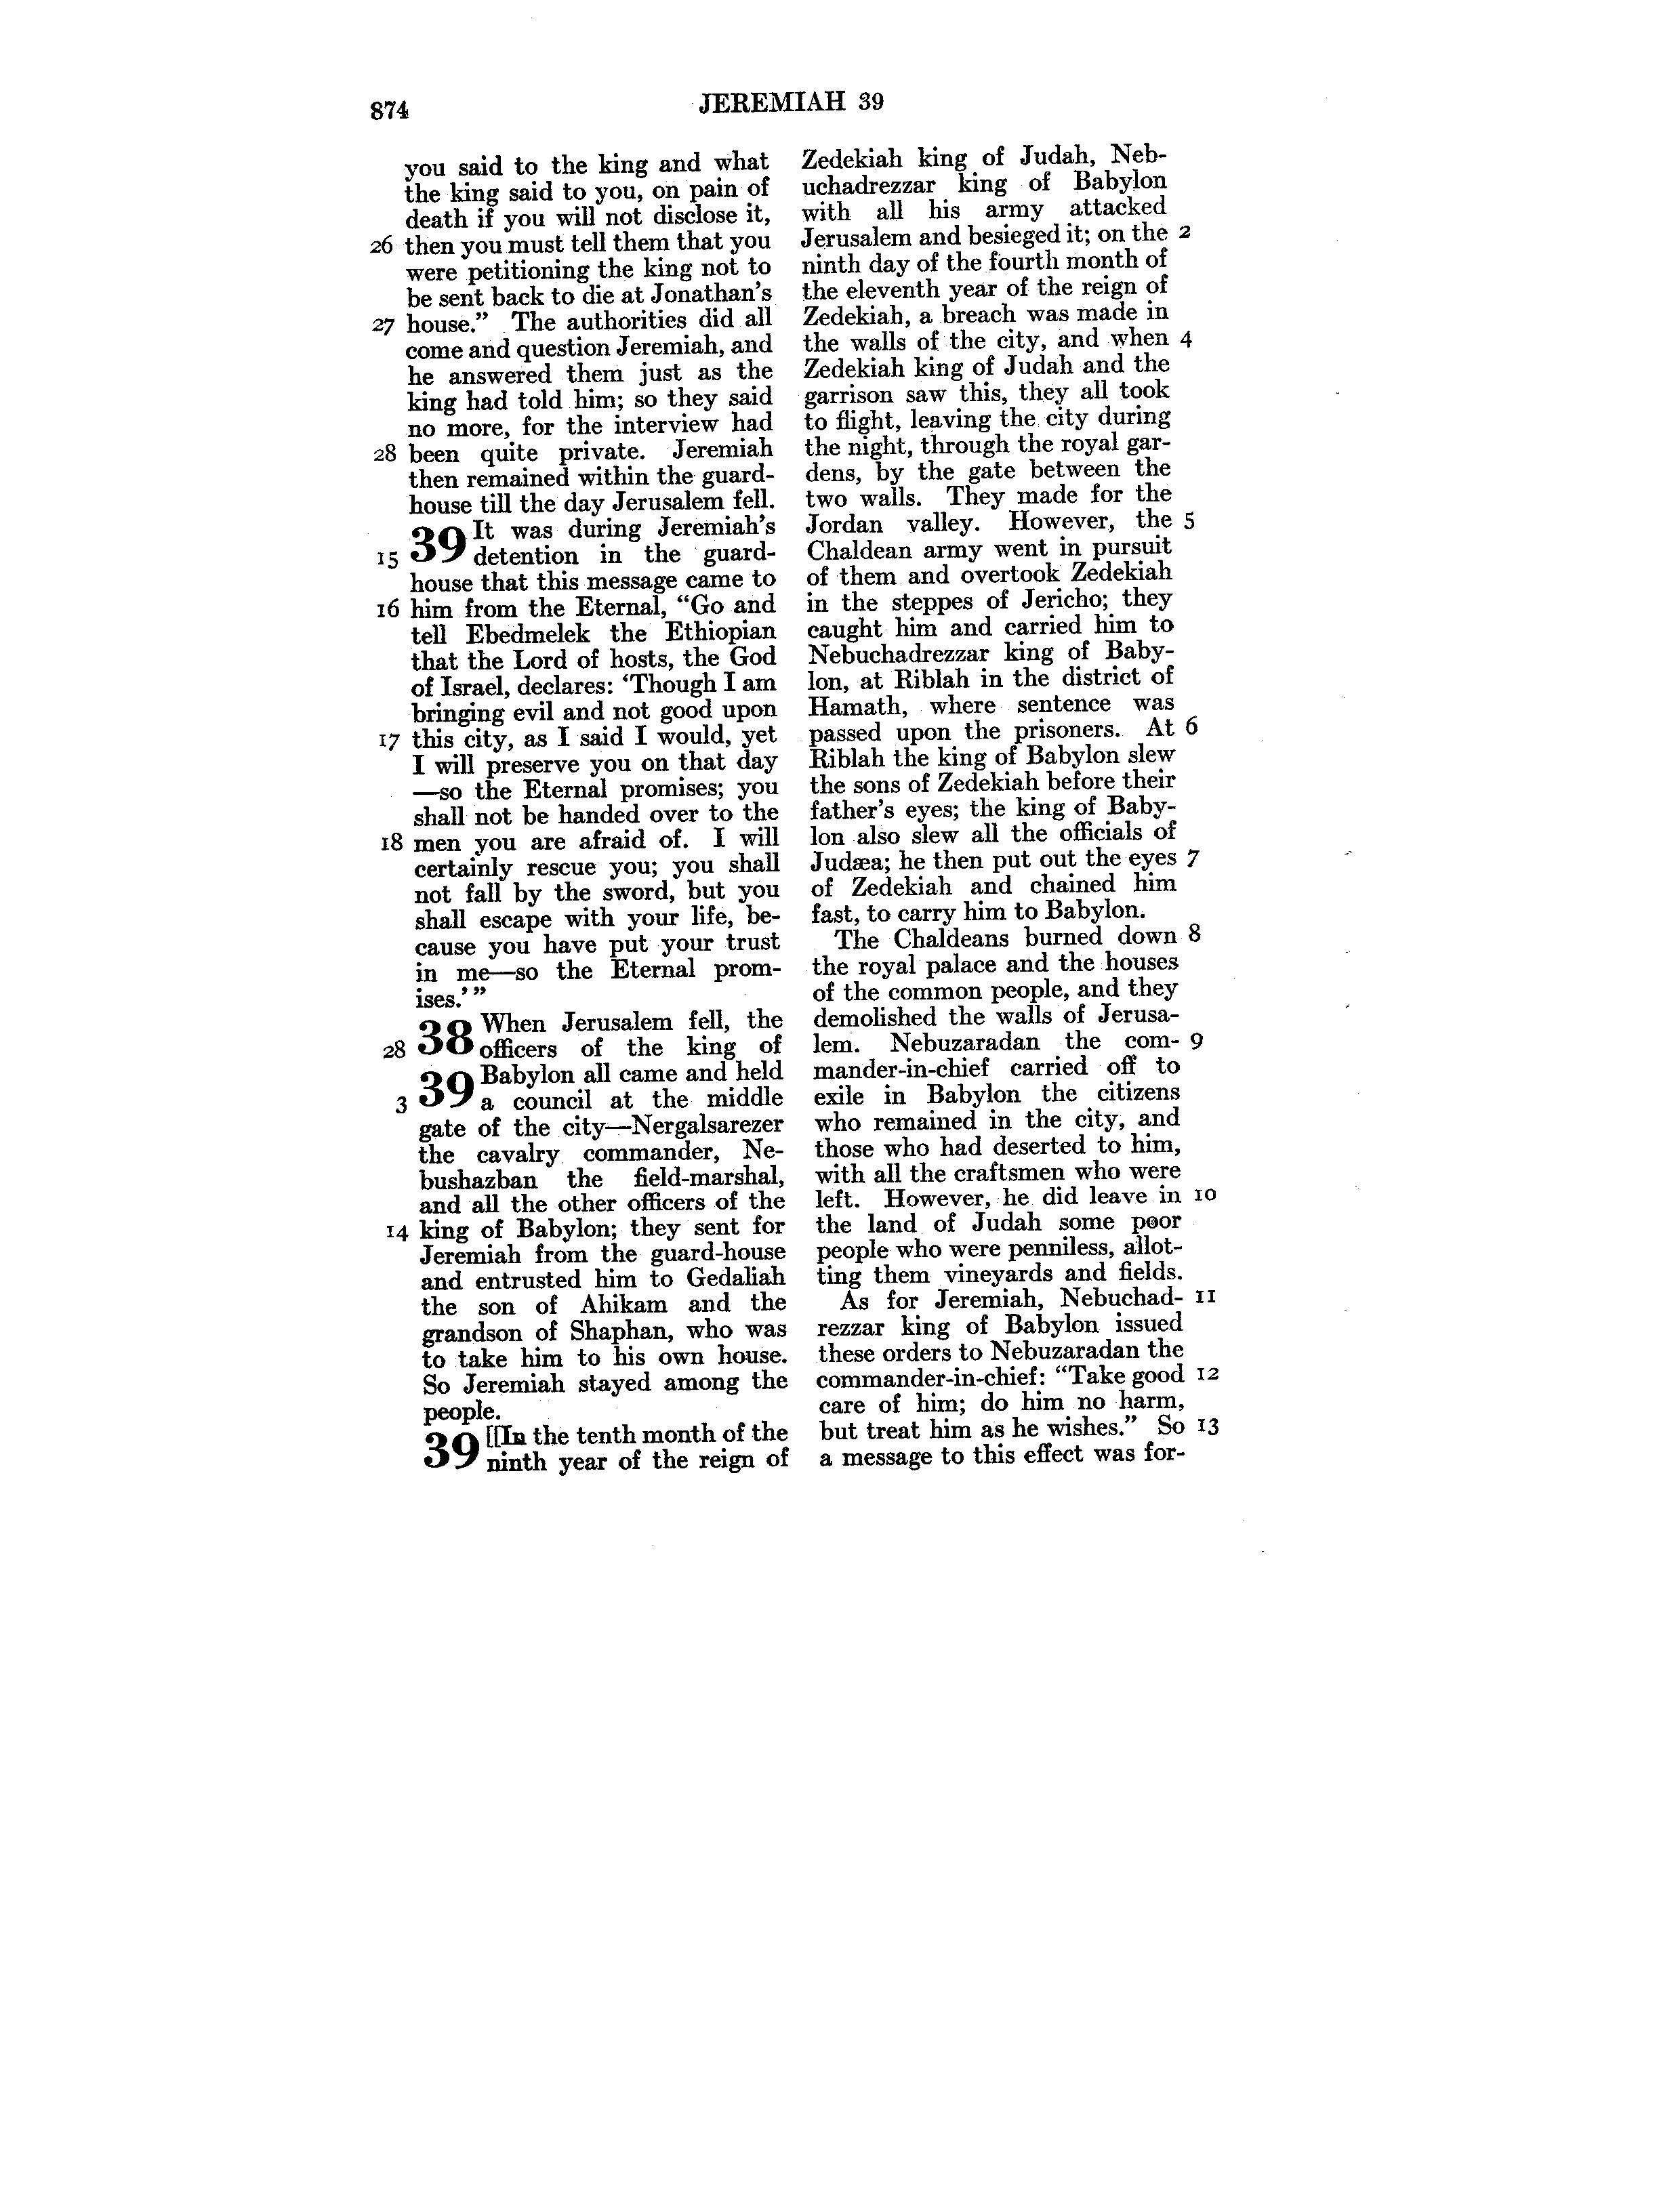 874
JEREMIAH 39
you said to the king and what
the king said to you, on pain of
death if you will not disclose it,
26 then you must tell them that you
were petitioning the king not to
be sent back to die at Jonathan's
27 house.” The authorities did all
come and question Jeremiah, and
he answered them just as the
king had told him; so they said
no more, for the interview had
28 been quite private. Jeremiah
then remained within the guard-
house till the day Jerusalem fell.
39 It was during Jeremiah's
15 detention in the guard-
house that this message came to
16 him from the Eternal, “Go and
tell Ebedmelek the Ethiopian
that the Lord of hosts, the God
of Israel, declares: ‘Though I am
bringing evil and not good upon
17 this city, as I said I would, yet
I will preserve you on that day
—so the Eternal promises; you
shall not be handed over to the
18 men you are afraid of. I will
certainly rescue you; you shall
not fall by the sword, but you
shall escape with your life, be-
cause you have put your trust
in me—so the Eternal prom-
ises.’”
38 When Jerusalem fell, the
28 officers of the king of
39 Babylon all came and held
3 a council at the middle
gate of the city—Nergalsarezer
the cavalry commander, Ne-
bushazban the field-marshal,
and all the other officers of the
14 king of Babylon; they sent for
Jeremiah from the guard-house
and entrusted him to Gedaliah
the son of Ahikam and the
grandson of Shaphan, who was
to take him to his own house.
So Jeremiah stayed among the
people.
39 [[In the tenth month of the
ninth year of the reign of
Zedekiah king of Judah, Neb-
uchadrezzar king of Babylon
with all his army attacked
Jerusalem and besieged it; on the 2
ninth day of the fourth month of
the eleventh year of the reign of
Zedekiah, a breach was made in
the walls of the city, and when 4
Zedekiah king of Judah and the
garrison saw this, they all took
to flight, leaving the city during
the night, through the royal gar-
dens, by the gate between the
two walls. They made for the
Jordan valley. However, the 5
Chaldean army went in pursuit
of them and overtook Zedekiah
in the steppes of Jericho; they
caught him and carried him to
Nebuchadrezzar king of Baby-
lon, at Riblah in the district of
Hamath, where sentence was
passed upon the prisoners. At 6
Riblah the king of Babylon slew
the sons of Zedekiah before their
father's eyes; the king of Baby-
lon also slew all the officials of
Judæa; he then put out the eyes 7
of Zedekiah and chained him
fast, to carry him to Babylon.
The Chaldeans burned down 8
the royal palace and the houses
of the common people, and they
demolished the walls of Jerusa-
lem. Nebuzaradan the com- 9
mander-in-chief carried off to
exile in Babylon the citizens
who remained in the city, and
those who had deserted to him,
with all the craftsmen who were
left. However, he did leave in 10
the land of Judah some poor
people who were penniless, allot-
ting them vineyards and fields.
As for Jeremiah, Nebuchad- 11
rezzar king of Babylon issued
these orders to Nebuzaradan the
commander-in-chief: “Take good 12
care of him; do him no harm,
but treat him as he wishes.” So 13
a message to this effect was for-